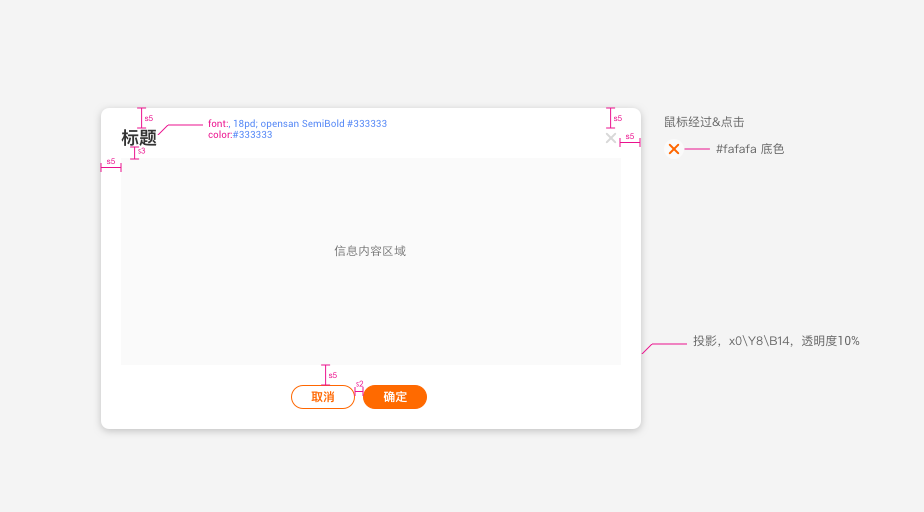 s5
s5
font:, 18pd; opensan SemiBold #333333
color:#333333
标题
s3
s5
s5
鼠标经过&点击
#fafafa 底色
信息内容区域
投影，x0\Y8\B14，透明度10%
s5
s2
取消
确定